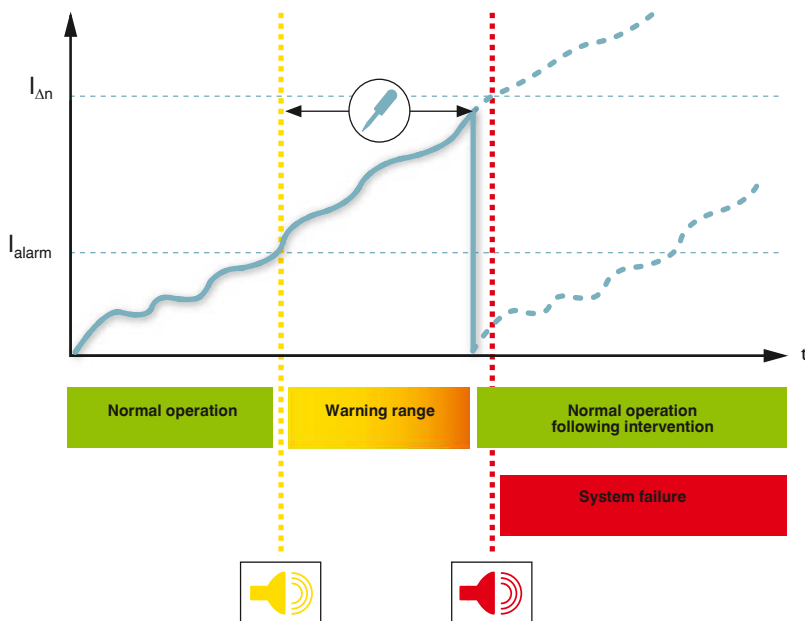 IΔn
Ialarm
t
Normal operation
Warning range
Normal operation
following intervention
System failure